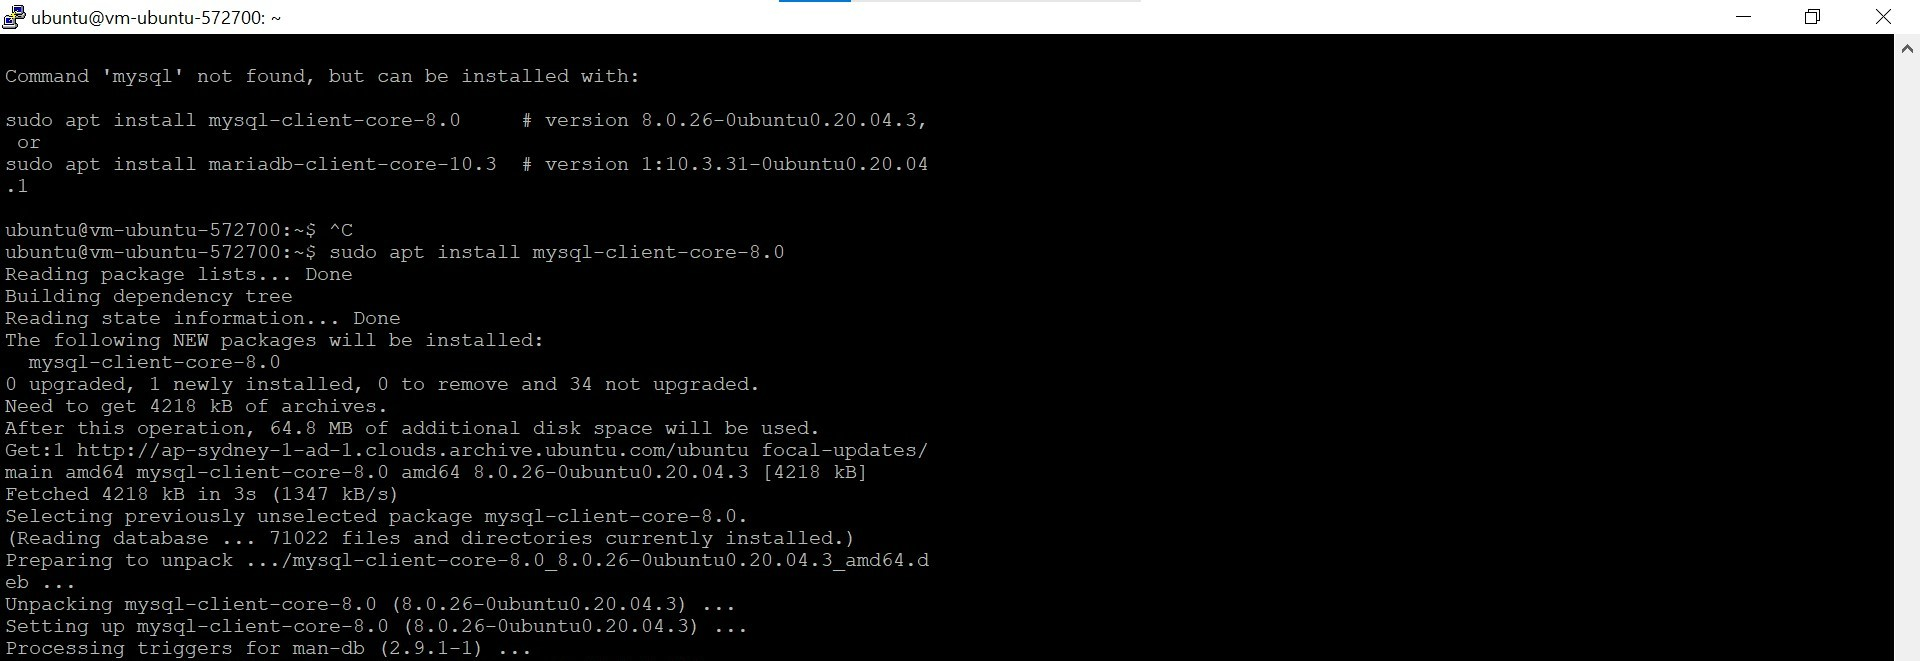 ubuntu@vm-ubuntu-572700: ~
Command 'mysql' not found, but can be installed with:
sudo apt install mysql-client-core-8.0     # version 8.0.26-0ubuntu0.20.04.3,
 or
sudo apt install mariadb-client-core-10.3  # version 1:10.3.31-0ubuntu0.20.04
.1
ubuntu@vm-ubuntu-572700:~$ ^C
ubuntu@vm-ubuntu-572700:~$ sudo apt install mysql-client-core-8.0
Reading package lists... Done
Building dependency tree
Reading state information... Done
The following NEW packages will be installed:
  mysql-client-core-8.0
0 upgraded, 1 newly installed, 0 to remove and 34 not upgraded.
Need to get 4218 kB of archives.
After this operation, 64.8 MB of additional disk space will be used.
Get:1 http://ap-sydney-1-ad-1.clouds.archive.ubuntu.com/ubuntu focal-updates/
main amd64 mysql-client-core-8.0 amd64 8.0.26-0ubuntu0.20.04.3 [4218 kB]
Fetched 4218 kB in 3s (1347 kB/s)
Selecting previously unselected package mysql-client-core-8.0.
(Reading database ... 71022 files and directories currently installed.)
Preparing to unpack .../mysql-client-core-8.0_8.0.26-0ubuntu0.20.04.3_amd64.d
eb ...
Unpacking mysql-client-core-8.0 (8.0.26-0ubuntu0.20.04.3) ...
Setting up mysql-client-core-8.0 (8.0.26-0ubuntu0.20.04.3) ...
Processing triggers for man-db (2.9.1-1) ...